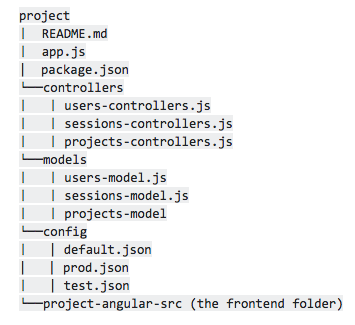 project
| README.md
| app.js
| package.json
└──controllers
| | users-controllers.js
| | sessions-controllers.js
| | projects-controllers.js
└──models
| | users-model.js
| | sessions-model.js
| | projects-model
└──config
| | default.json
| | prod.json
| | test.json
└──project-angular-src (the frontend folder)